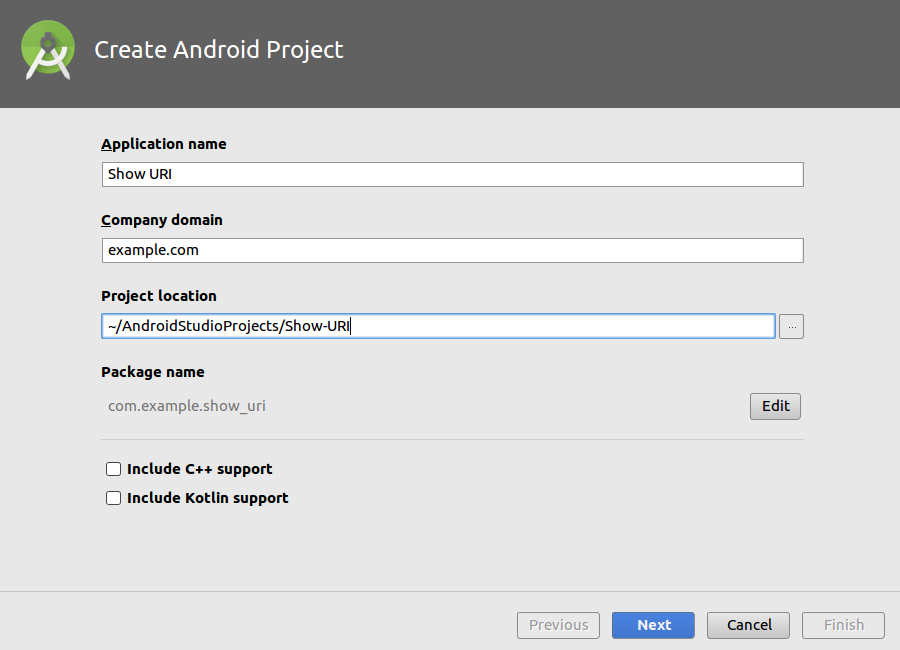 Create Android Project
Application name
Show URI
Company domain
example.com
Project location
~/AndroidStudioProjects/Show-URI
...
Package name
com.example.show_uri
Edit
Include C++ support
Include Kotlin support
Previous Next Cancel Finish